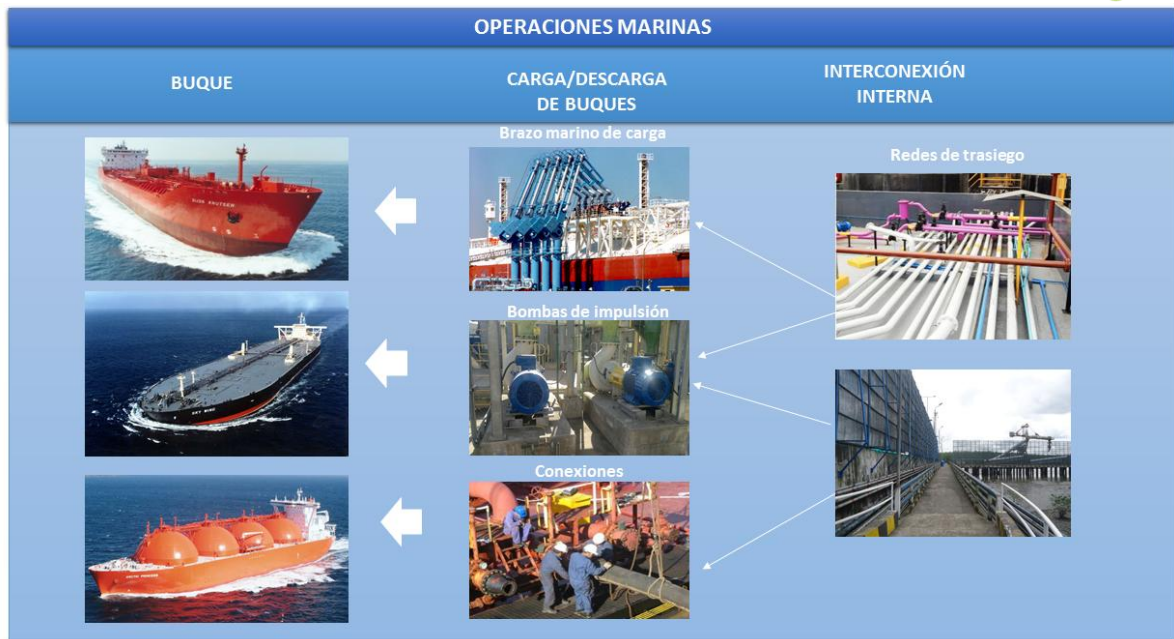 OPERACIONES MARINAS
BUQUE
CARGA/DESCARGA
DE BUQUES
INTERCONEXIÓN
INTERNA
Brazo marino de carga
Redes de trasiego
Bombas de impulsión
Conexiones